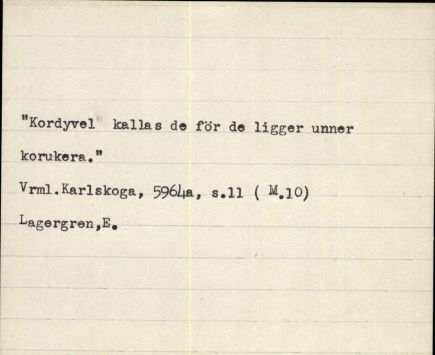 "Kordyvel kallas de för de ligger unner
korukera."
Vrml.Karlskoga, 5964a, s.11 ( M.10)
Lagergren,E.